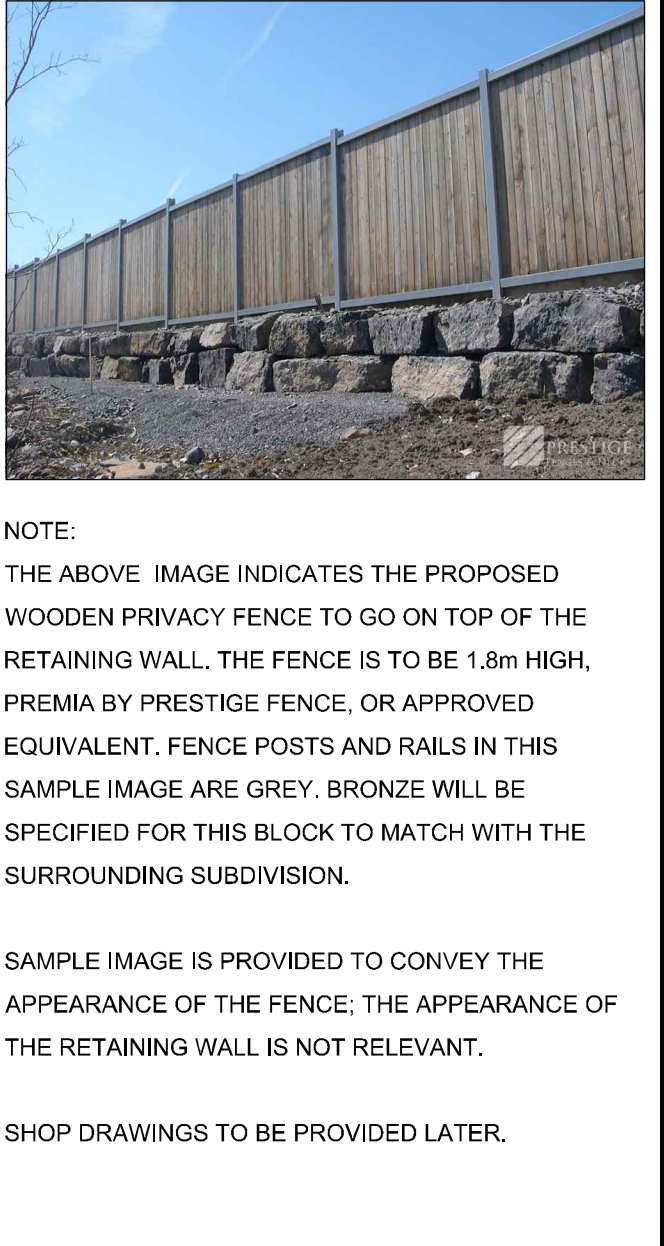 PRESTIGE
NOTE:
THE ABOVE IMAGE INDICATES THE PROPOSED
WOODEN PRIVACY FENCE TO GO ON TOP OF THE
RETAINING WALL. THE FENCE IS TO BE 1.8m HIGH,
PREMIA BY PRESTIGE FENCE, OR APPROVED
EQUIVALENT. FENCE POSTS AND RAILS IN THIS
SAMPLE IMAGE ARE GREY. BRONZE WILL BE
SPECIFIED FOR THIS BLOCK TO MATCH WITH THE
SURROUNDING SUBDIVISION.
SAMPLE IMAGE IS PROVIDED TO CONVEY THE
APPEARANCE OF THE FENCE; THE APPEARANCE OF
THE RETAINING WALL IS NOT RELEVANT.
SHOP DRAWINGS TO BE PROVIDED LATER.